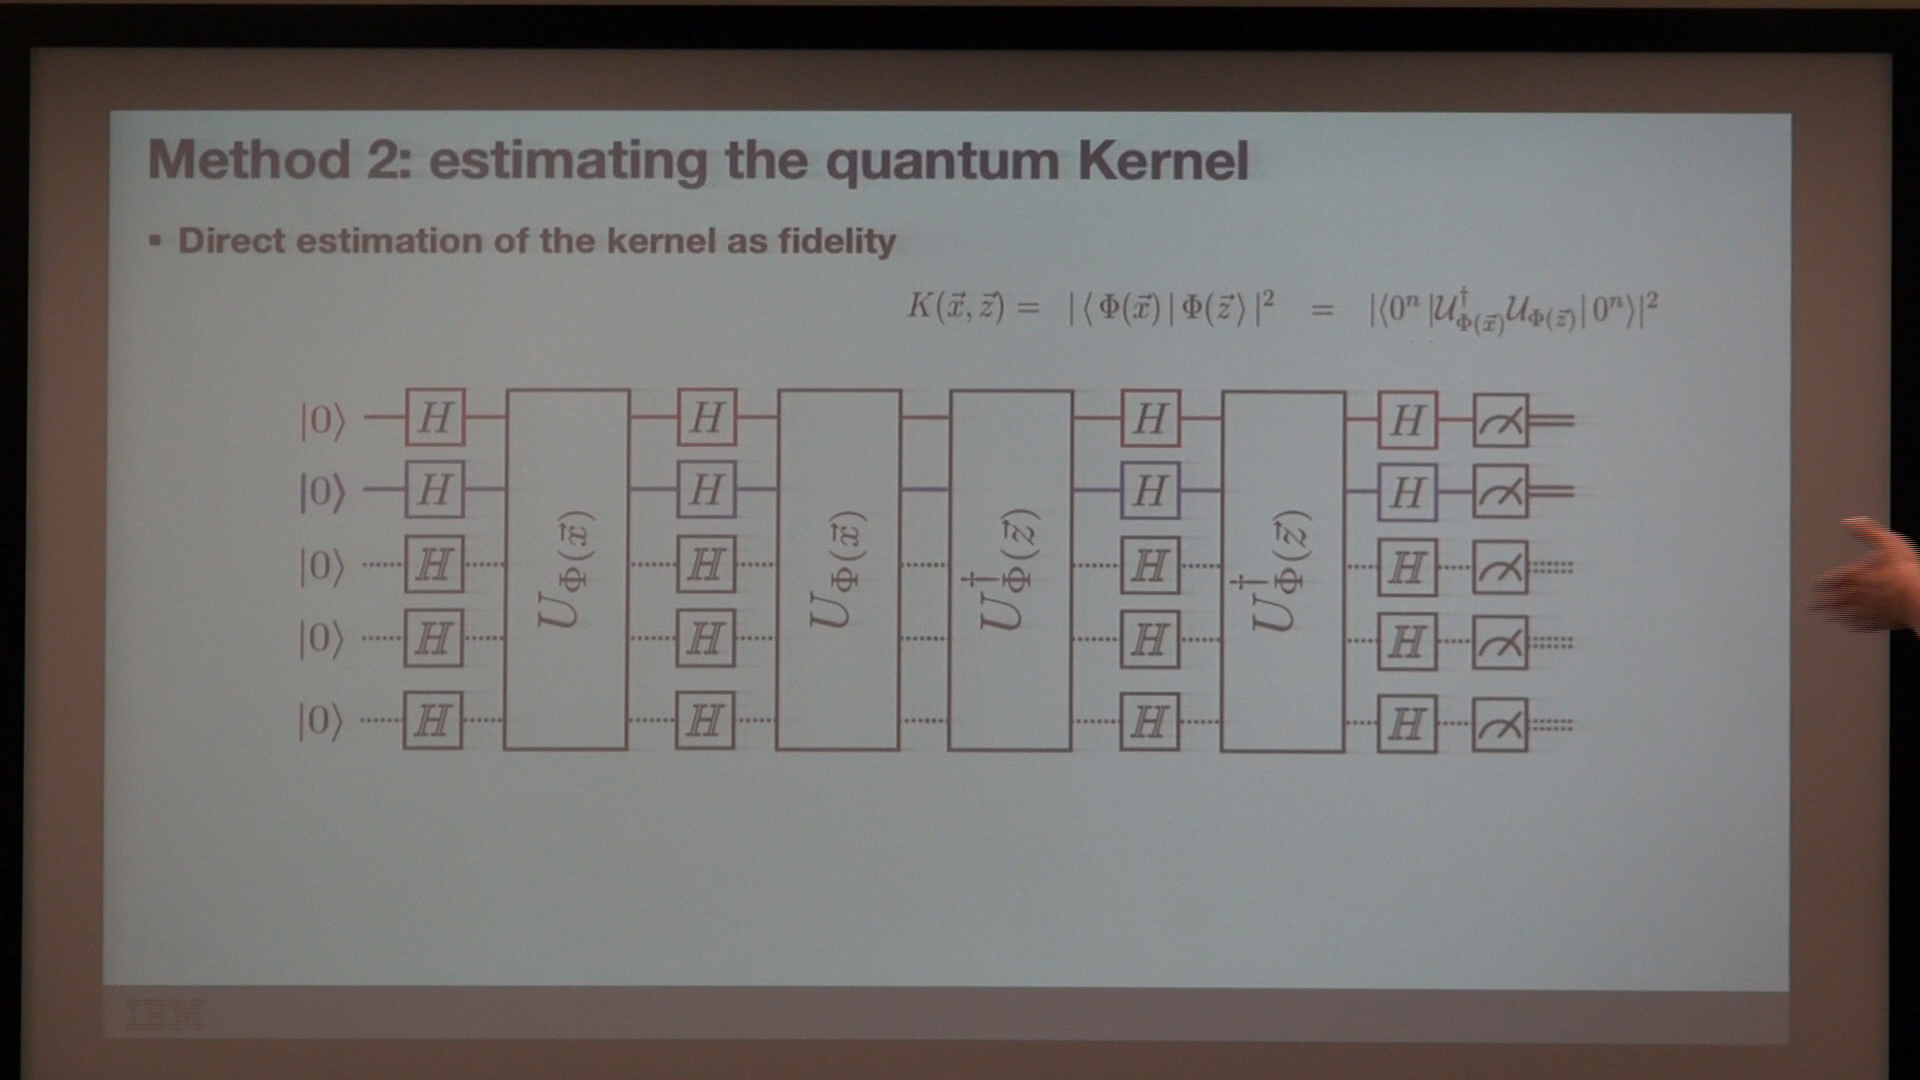 Method 2: estimating the quantum Kernel
▪ Direct estimation of the kernel as fidelity
K(x⃗, z⃗) = |⟨Φ(x⃗)|Φ(z⃗)⟩|² = |⟨0ⁿ|𝒰†_Φ(x⃗) 𝒰_Φ(z⃗)|0ⁿ⟩|²
|0⟩ H H H H
|0⟩ H H H H
|0⟩ H H H H
|0⟩ H H H H
|0⟩ H H H H
U_Φ(x⃗) U_Φ(x⃗) U†_Φ(z⃗) U†_Φ(z⃗)
IBM